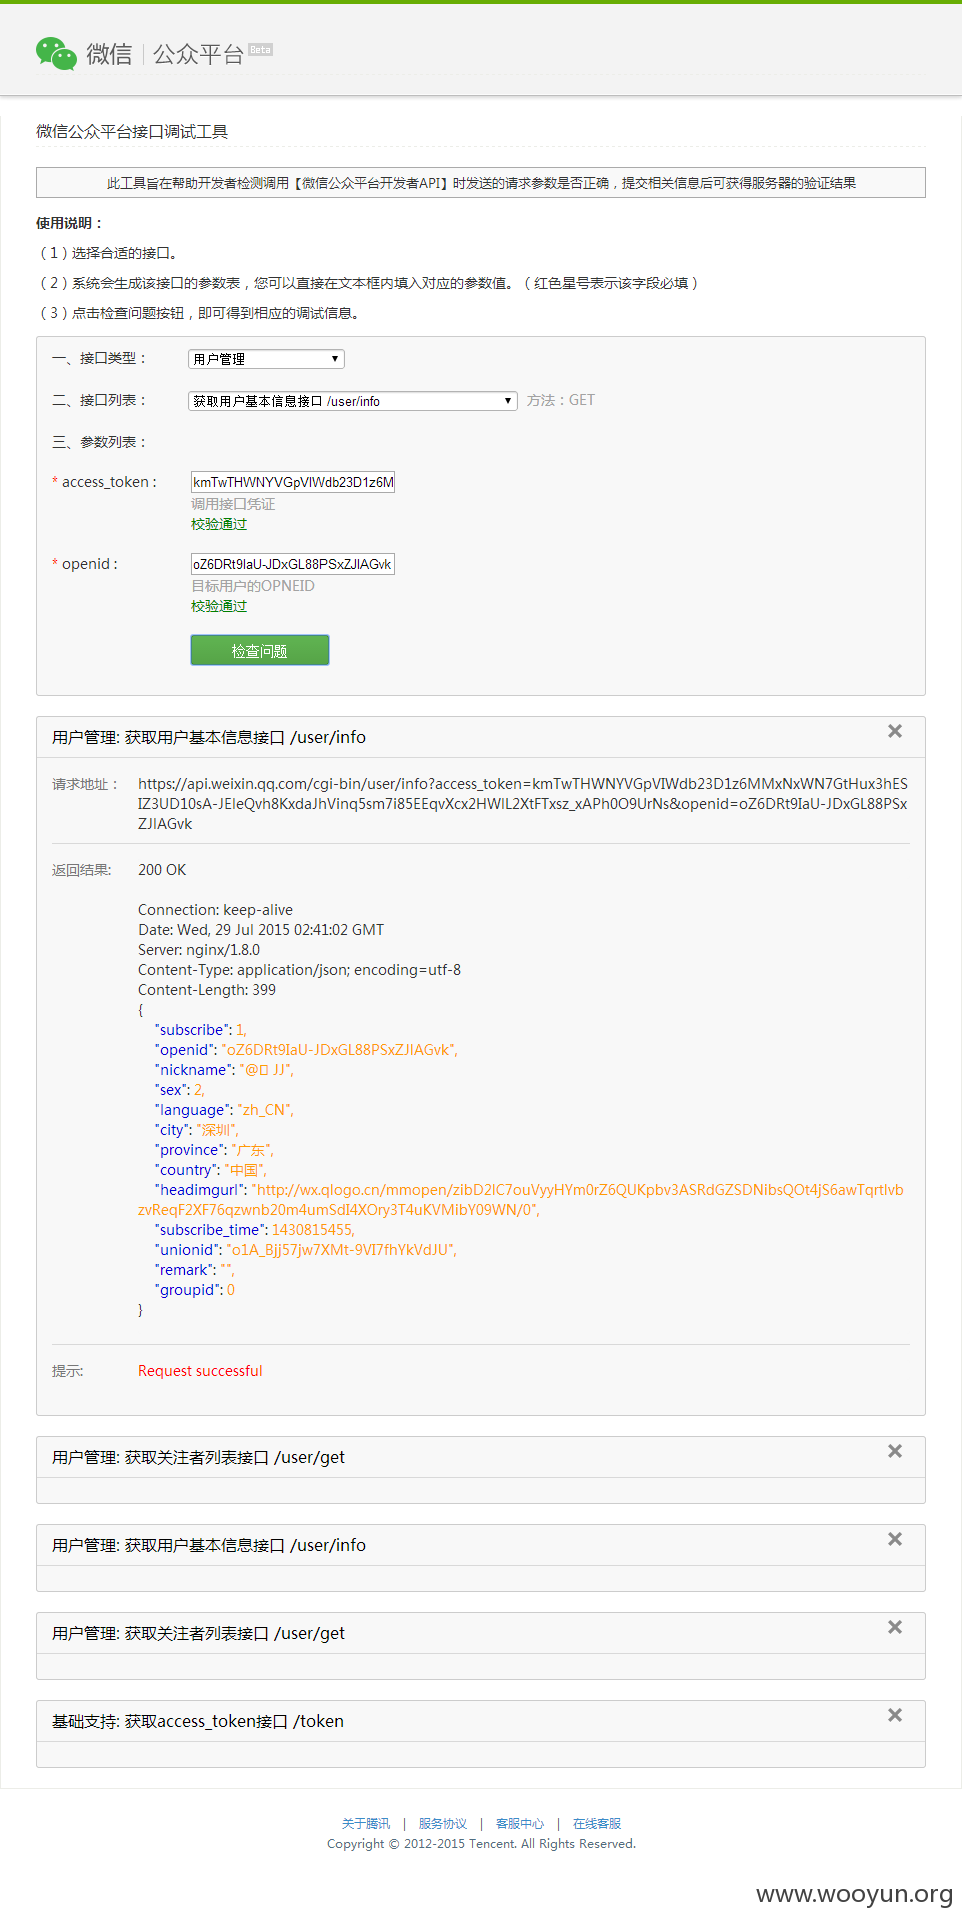 微信 公众平台 Beta
微信公众平台接口调试工具
此工具旨在帮助开发者检测调用【微信公众平台开发者API】时发送的请求参数是否正确，提交相关信息后可获得服务器的验证结果
使用说明：
（1）选择合适的接口。
（2）系统会生成该接口的参数表，您可以直接在文本框内填入对应的参数值。（红色星号表示该字段必填）
（3）点击检查问题按钮，即可得到相应的调试信息。
一、接口类型： 用户管理
二、接口列表： 获取用户基本信息接口 /user/info 方法：GET
三、参数列表：
* access_token : kmTwTHWNYVGpVIWdb23D1z6M
调用接口凭证
校验通过
* openid : oZ6DRt9IaU-JDxGL88PSxZJIAGvk
目标用户的OPNEID
校验通过
检查问题
用户管理: 获取用户基本信息接口 /user/info
请求地址： https://api.weixin.qq.com/cgi-bin/user/info?access_token=kmTwTHWNYVGpVIWdb23D1z6MMxNxWN7GtHux3hES
IZ3UD10sA-JEleQvh8KxdaJhVinq5sm7i85EEqvXcx2HWIL2XtFTxsz_xAPh0O9UrNs&openid=oZ6DRt9IaU-JDxGL88PSx
ZJIAGvk
返回结果: 200 OK
Connection: keep-alive
Date: Wed, 29 Jul 2015 02:41:02 GMT
Server: nginx/1.8.0
Content-Type: application/json; encoding=utf-8
Content-Length: 399
{
"subscribe": 1,
"openid": "oZ6DRt9IaU-JDxGL88PSxZJIAGvk",
"nickname": "@ JJ",
"sex": 2,
"language": "zh_CN",
"city": "深圳",
"province": "广东",
"country": "中国",
"headimgurl": "http://wx.qlogo.cn/mmopen/zibD2lC7ouVyyHYm0rZ6QUKpbv3ASRdGZSDNibsQOt4jS6awTqrtlvb
zvReqF2XF76qzwnb20m4umSdI4XOry3T4uKVMibY09WN/0",
"subscribe_time": 1430815455,
"unionid": "o1A_Bjj57jw7XMt-9VI7fhYkVdJU",
"remark": "",
"groupid": 0
}
提示: Request successful
用户管理: 获取关注者列表接口 /user/get
用户管理: 获取用户基本信息接口 /user/info
用户管理: 获取关注者列表接口 /user/get
基础支持: 获取access_token接口 /token
关于腾讯 | 服务协议 | 客服中心 | 在线客服
Copyright © 2012-2015 Tencent. All Rights Reserved.
www.wooyun.org